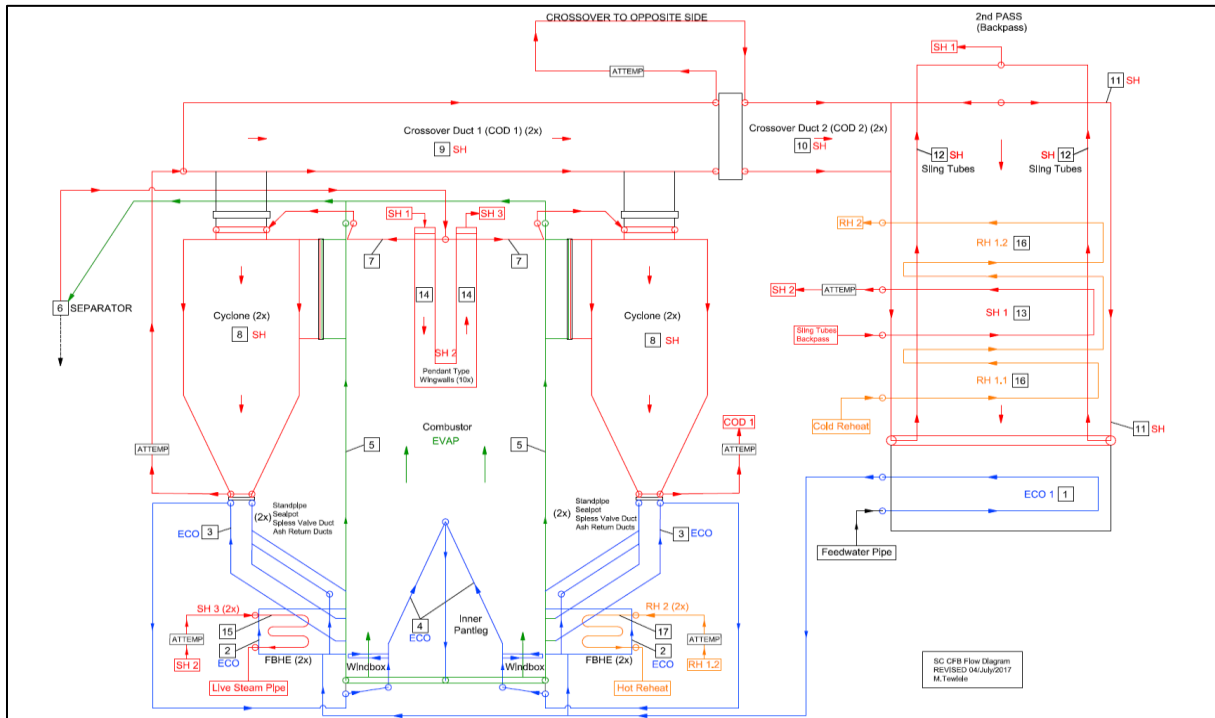 CROSSOVER TO OPPOSITE SIDE
2nd PASS
(Backpass)
SH 1
ATTEMP
11 SH
Crossover Duct 1 (COD 1) (2x)
9 SH
Crossover Duct 2 (COD 2) (2x)
10 SH
12 SH
Sling Tubes
SH 12
Sling Tubes
SH 1
SH 3
RH 2
RH 1.2 16
7
7
6 SEPARATOR
14
14
SH 2
ATTEMP
Cyclone (2x)
8 SH
Cyclone (2x)
8 SH
SH 1 13
Sling Tubes
Backpass
SH 2
Pendant Type
Wingwalls (10x)
RH 1.1 16
Cold Reheat
COD 1
11 SH
Combustor
EVAP
5
5
ATTEMP
ATTEMP
ECO 1 1
(2x)
Standpipe
Sealpot
Spless Valve Duct
Ash Return Ducts
(2x)
Standpipe
Sealpot
Spless Valve Duct
Ash Return Ducts
ECO 3
3 ECO
Feedwater Pipe
SH 3 (2x)
RH 2 (2x)
15
17
4
ECO
Inner
Pantleg
ATTEMP
ATTEMP
2
ECO
2
ECO
SH 2
FBHE (2x)
Windbox
Windbox
FBHE (2x)
RH 1.2
Live Steam Pipe
Hot Reheat
SC CFB Flow Diagram
REVISED 04/July/2017
M.Tewlele